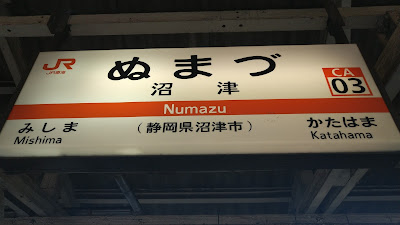 JR
JR東海
ぬまづ
沼津
CA
03
Numazu
みしま
Mishima
(静岡県沼津市)
かたはま
Katahama